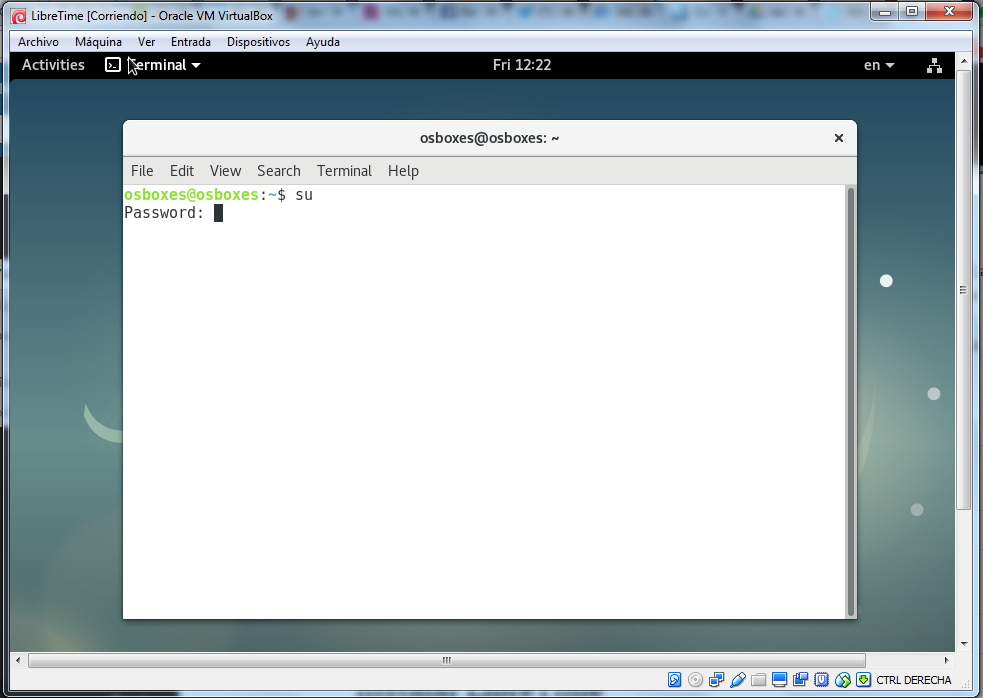 LibreTime [Corriendo] - Oracle VM VirtualBox
Archivo Máquina Ver Entrada Dispositivos Ayuda
Activities Terminal Fri 12:22 en
osboxes@osboxes: ~
File Edit View Search Terminal Help
osboxes@osboxes:~$ su
Password:
CTRL DERECHA